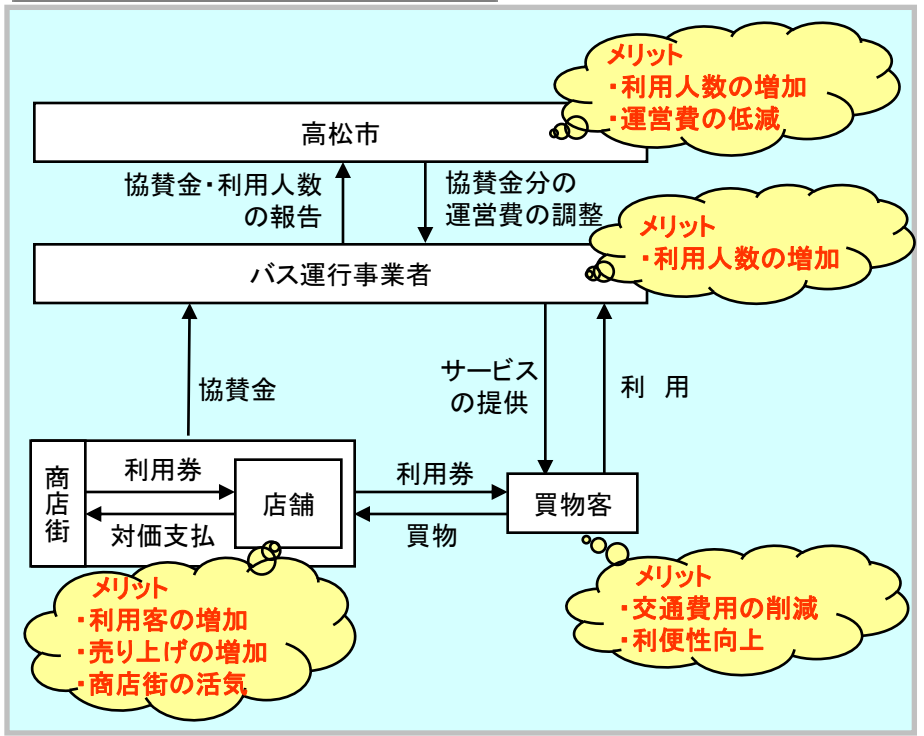 メリット
・利用人数の増加
・運営費の低減
高松市
協賛金・利用人数
の報告
協賛金分の
運営費の調整
メリット
・利用人数の増加
バス運行事業者
協賛金
サービス
の提供
利　用
商店街
利用券
対価支払
店舗
利用券
買物
買物客
メリット
・利用客の増加
・売り上げの増加
・商店街の活気
メリット
・交通費用の削減
・利便性向上